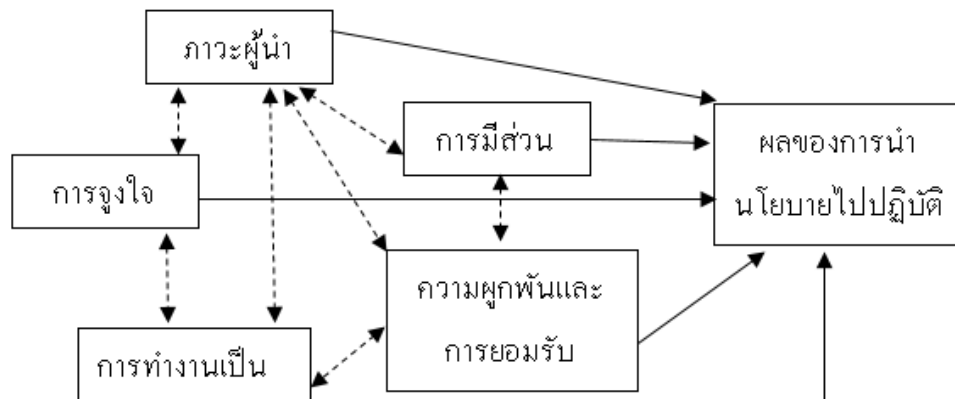 ภาวะผู้นำ
การมีส่วน
ผลของการนำ
นโยบายไปปฏิบัติ
การจูงใจ
ความผูกพันและ
การยอมรับ
การทำงานเป็น